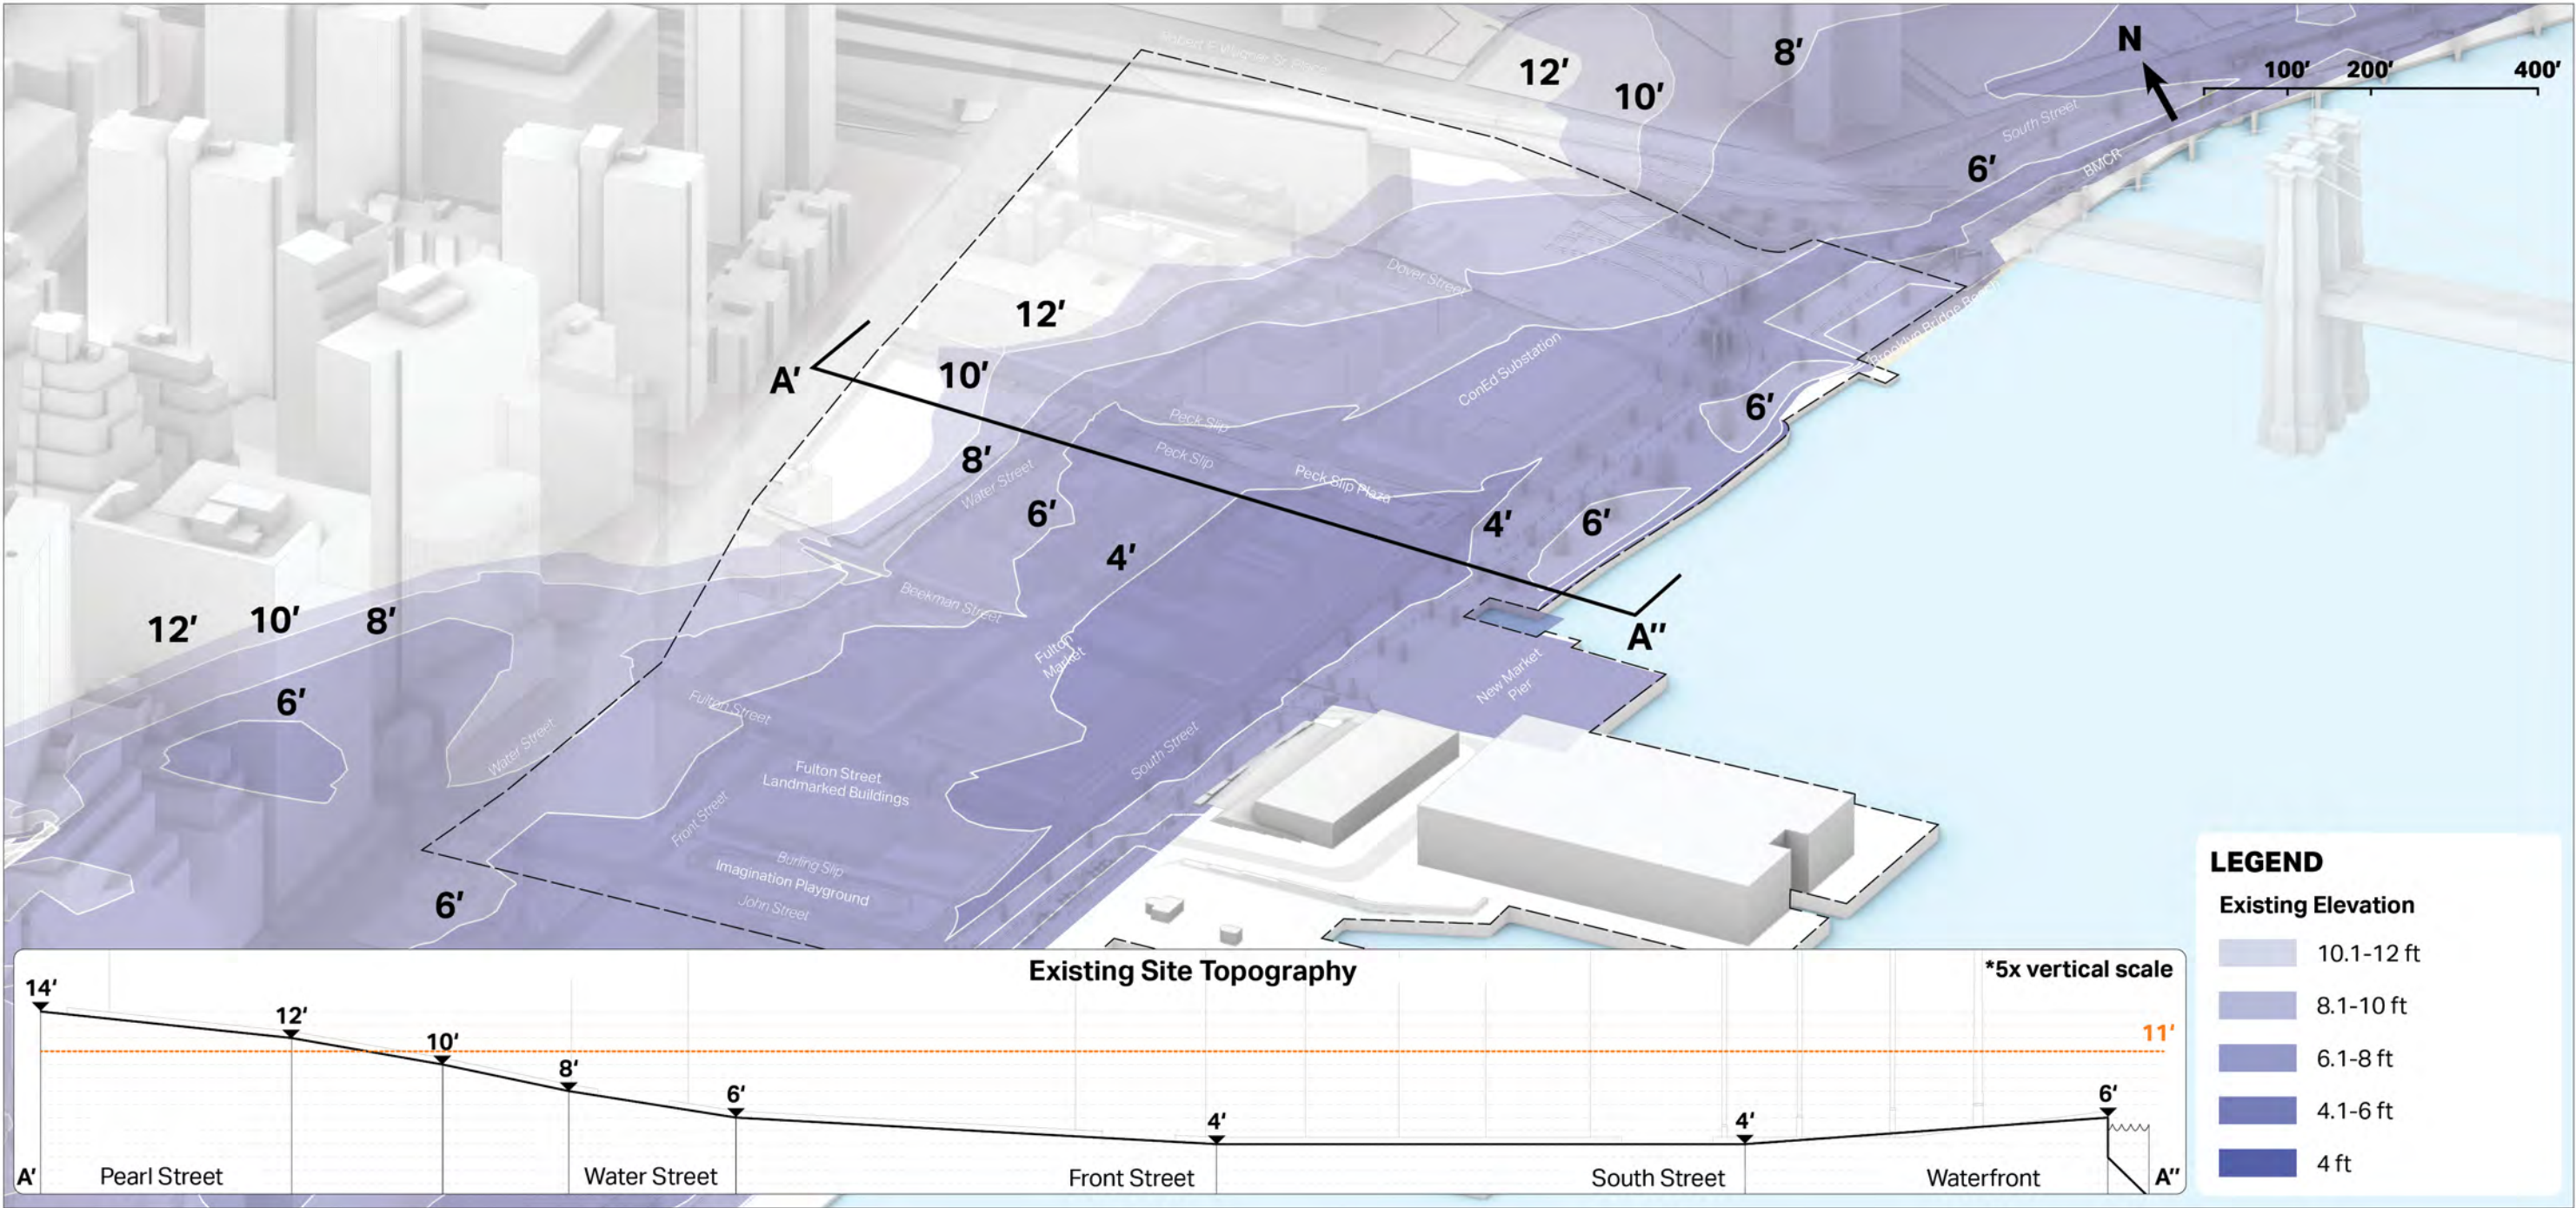 Robert F Wagner Sr. Place
12'
10'
8'
N
100'
200'
400'
South Street
6'
BMCR
Dover Street
Brooklyn Bridge Beach
12'
A'
10'
ConEd Substation
6'
Peck Slip
Peck Slip
8'
Water Street
Peck Slip Plaza
6'
4'
6'
4'
Beekman Street
12'
10'
8'
A''
Fulton
Market
New Market
Pier
6'
Fulton Street
Water Street
South Street
Fulton Street
Landmarked Buildings
Front Street
Burling Slip
Imagination Playground
John Street
6'
LEGEND
Existing Elevation
10.1-12 ft
8.1-10 ft
6.1-8 ft
4.1-6 ft
4 ft
Existing Site Topography
*5x vertical scale
14'
12'
11'
10'
8'
6'
4'
4'
6'
A'
Pearl Street
Water Street
Front Street
South Street
Waterfront
A''